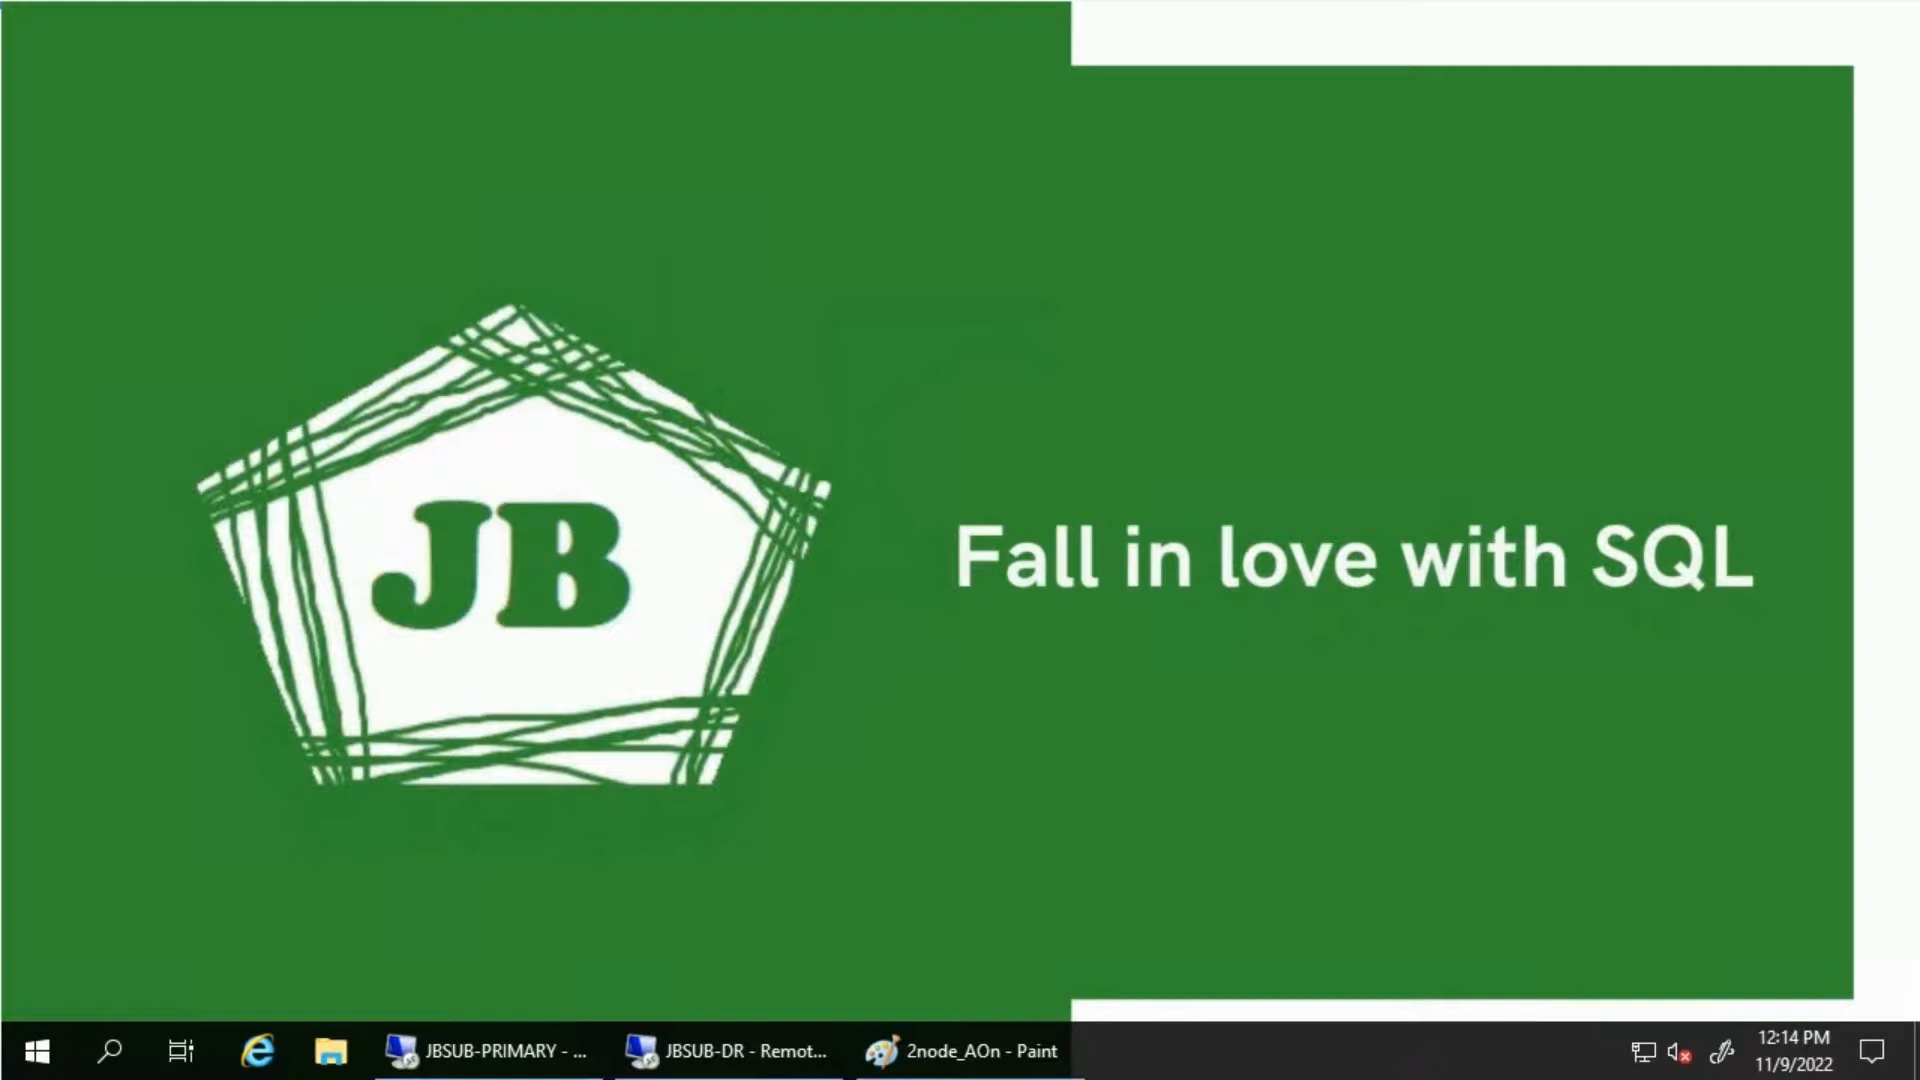 JB
Fall in love with SQL
JBSUB-PRIMARY - ...
JBSUB-DR - Remot...
2node_AOn - Paint
12:14 PM
11/9/2022